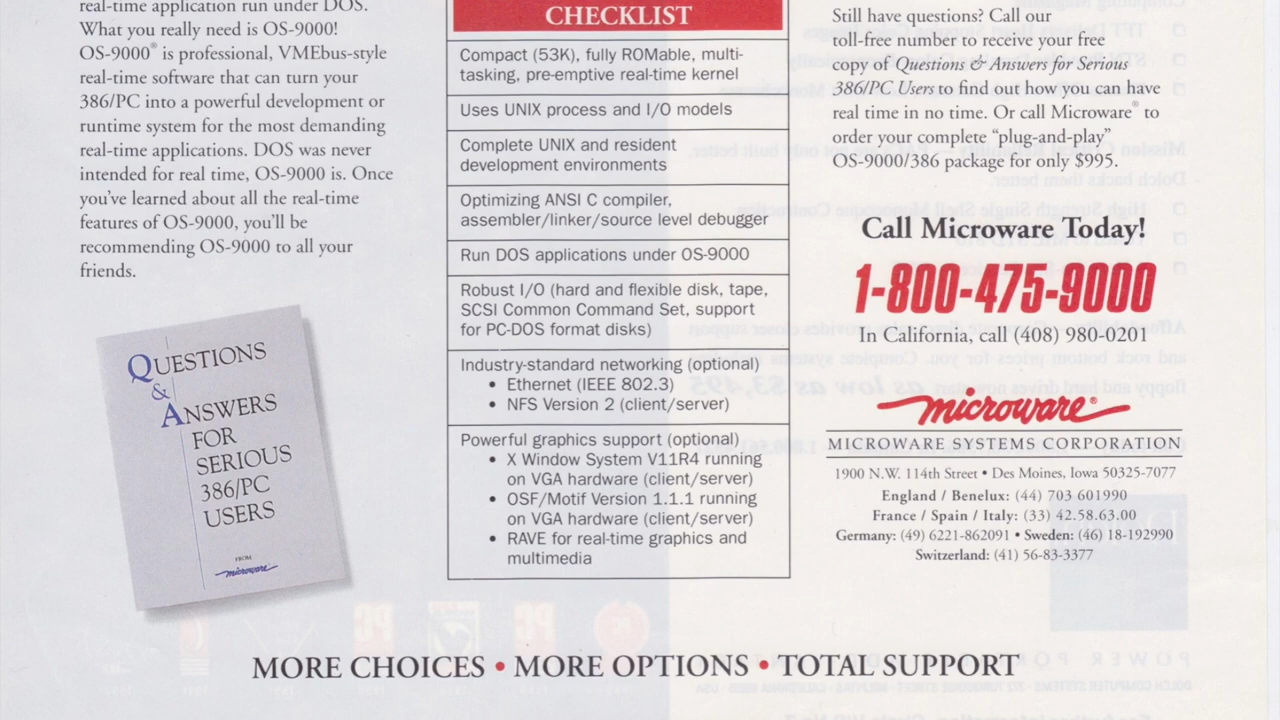 real-time application run under DOS.
What you really need is OS-9000!
OS-9000® is professional, VMEbus-style
real-time software that can turn your
386/PC into a powerful development or
runtime system for the most demanding
real-time applications. DOS was never
intended for real time, OS-9000 is. Once
you've learned about all the real-time
features of OS-9000, you'll be
recommending OS-9000 to all your
friends.
QUESTIONS
&
ANSWERS
FOR
SERIOUS
386/PC
USERS
FROM
microware
CHECKLIST
Compact (53K), fully ROMable, multi-
tasking, pre-emptive real-time kernel
Uses UNIX process and I/O models
Complete UNIX and resident
development environments
Optimizing ANSI C compiler,
assembler/linker/source level debugger
Run DOS applications under OS-9000
Robust I/O (hard and flexible disk, tape,
SCSI Common Command Set, support
for PC-DOS format disks)
Industry-standard networking (optional)
• Ethernet (IEEE 802.3)
• NFS Version 2 (client/server)
Powerful graphics support (optional)
• X Window System V11R4 running
on VGA hardware (client/server)
• OSF/Motif Version 1.1.1 running
on VGA hardware (client/server)
• RAVE for real-time graphics and
multimedia
Still have questions? Call our
toll-free number to receive your free
copy of Questions & Answers for Serious
386/PC Users to find out how you can have
real time in no time. Or call Microware® to
order your complete “plug-and-play”
OS-9000/386 package for only $995.
Call Microware Today!
1-800-475-9000
In California, call (408) 980-0201
microware®
MICROWARE SYSTEMS CORPORATION
1900 N.W. 114th Street • Des Moines, Iowa 50325-7077
England / Benelux: (44) 703 601990
France / Spain / Italy: (33) 42.58.63.00
Germany: (49) 6221-862091 • Sweden: (46) 18-192990
Switzerland: (41) 56-83-3377
MORE CHOICES • MORE OPTIONS • TOTAL SUPPORT